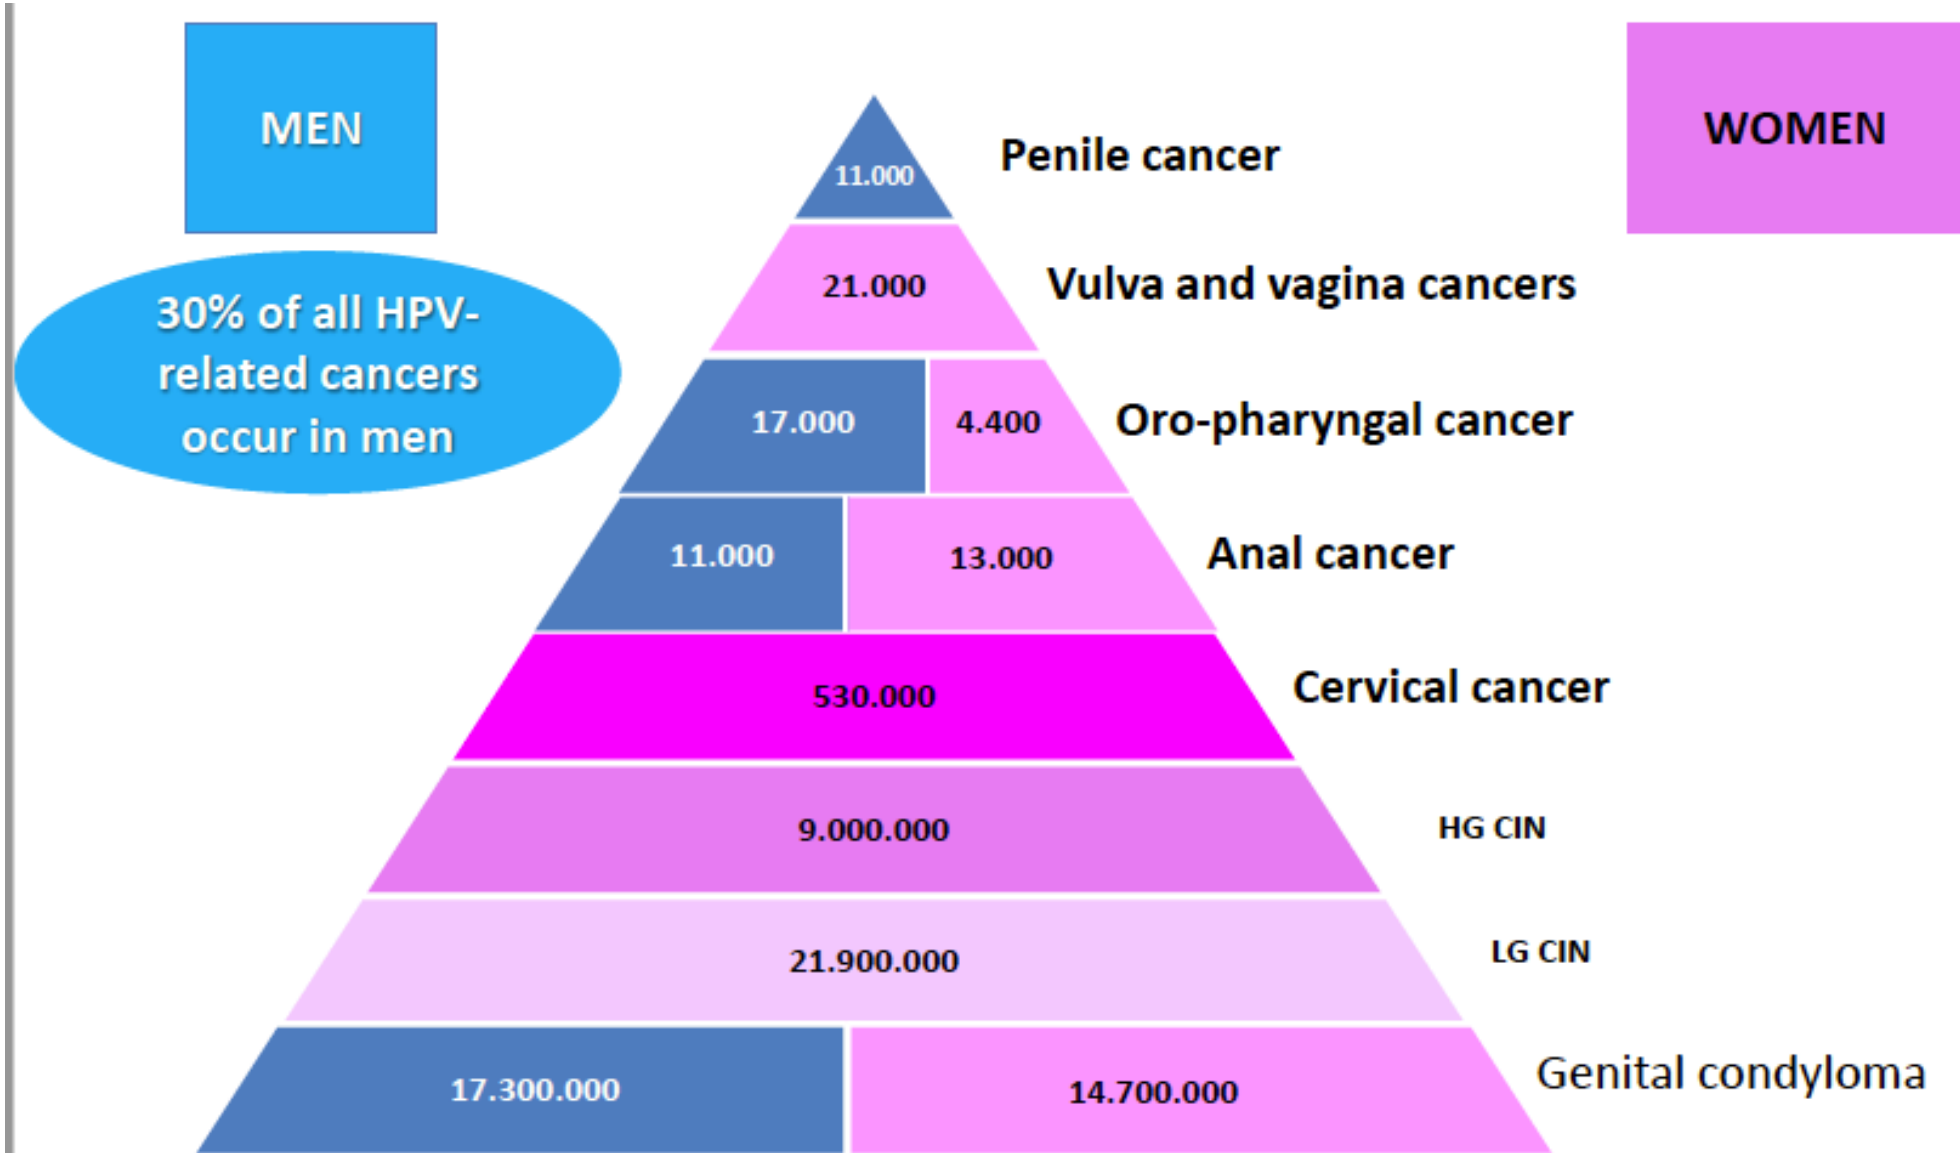 MEN
WOMEN
30% of all HPV-
related cancers
occur in men
11.000
Penile cancer
21.000
Vulva and vagina cancers
17.000
4.400
Oro-pharyngal cancer
11.000
13.000
Anal cancer
530.000
Cervical cancer
9.000.000
HG CIN
21.900.000
LG CIN
17.300.000
14.700.000
Genital condyloma